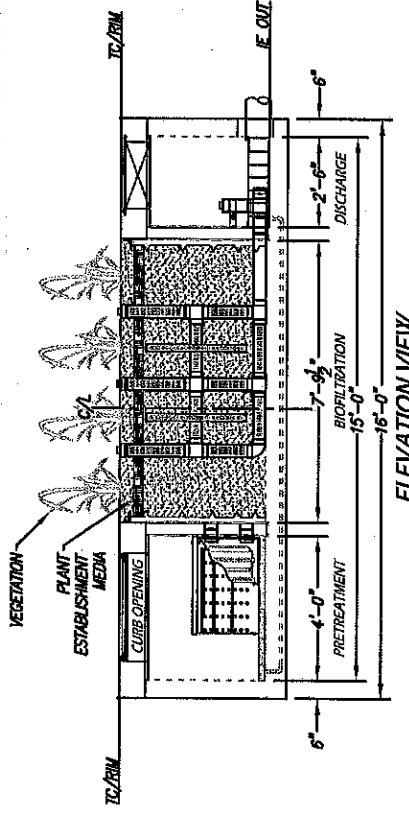 VEGETATION
PLANT
ESTABLISHMENT
MEDIA
C/L
TC/RIM
TC/RIM
CURB OPENING
IE OUT
6"
4'-0"
7'-9½"
2'-6"
6"
PRETREATMENT
BIOFILTRATION
DISCHARGE
15'-0"
16'-0"
ELEVATION VIEW